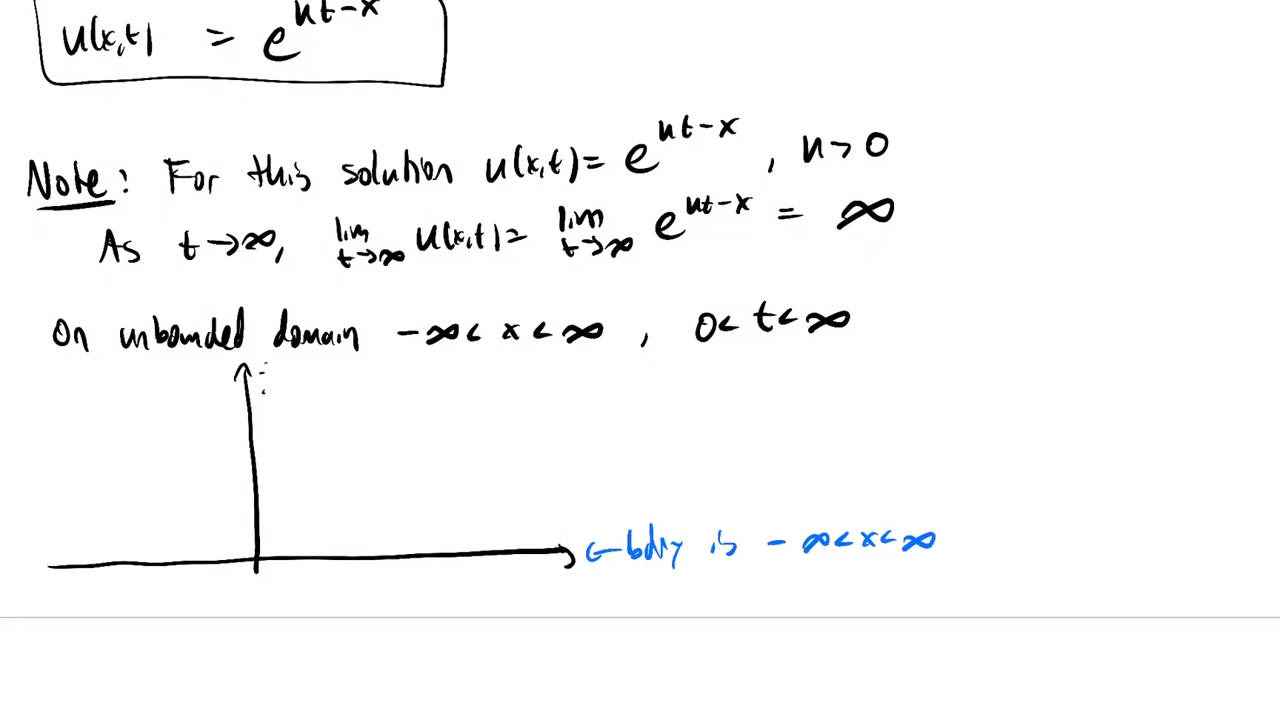 u(x,t) = e^{kt-x}
Note: For this solution u(x,t) = e^{kt-x}, k>0
As t→∞, lim_{t→∞} u(x,t) = lim_{t→∞} e^{kt-x} = ∞
On unbounded domain -∞<x<∞, 0<t<∞
← bdry is -∞<x<∞